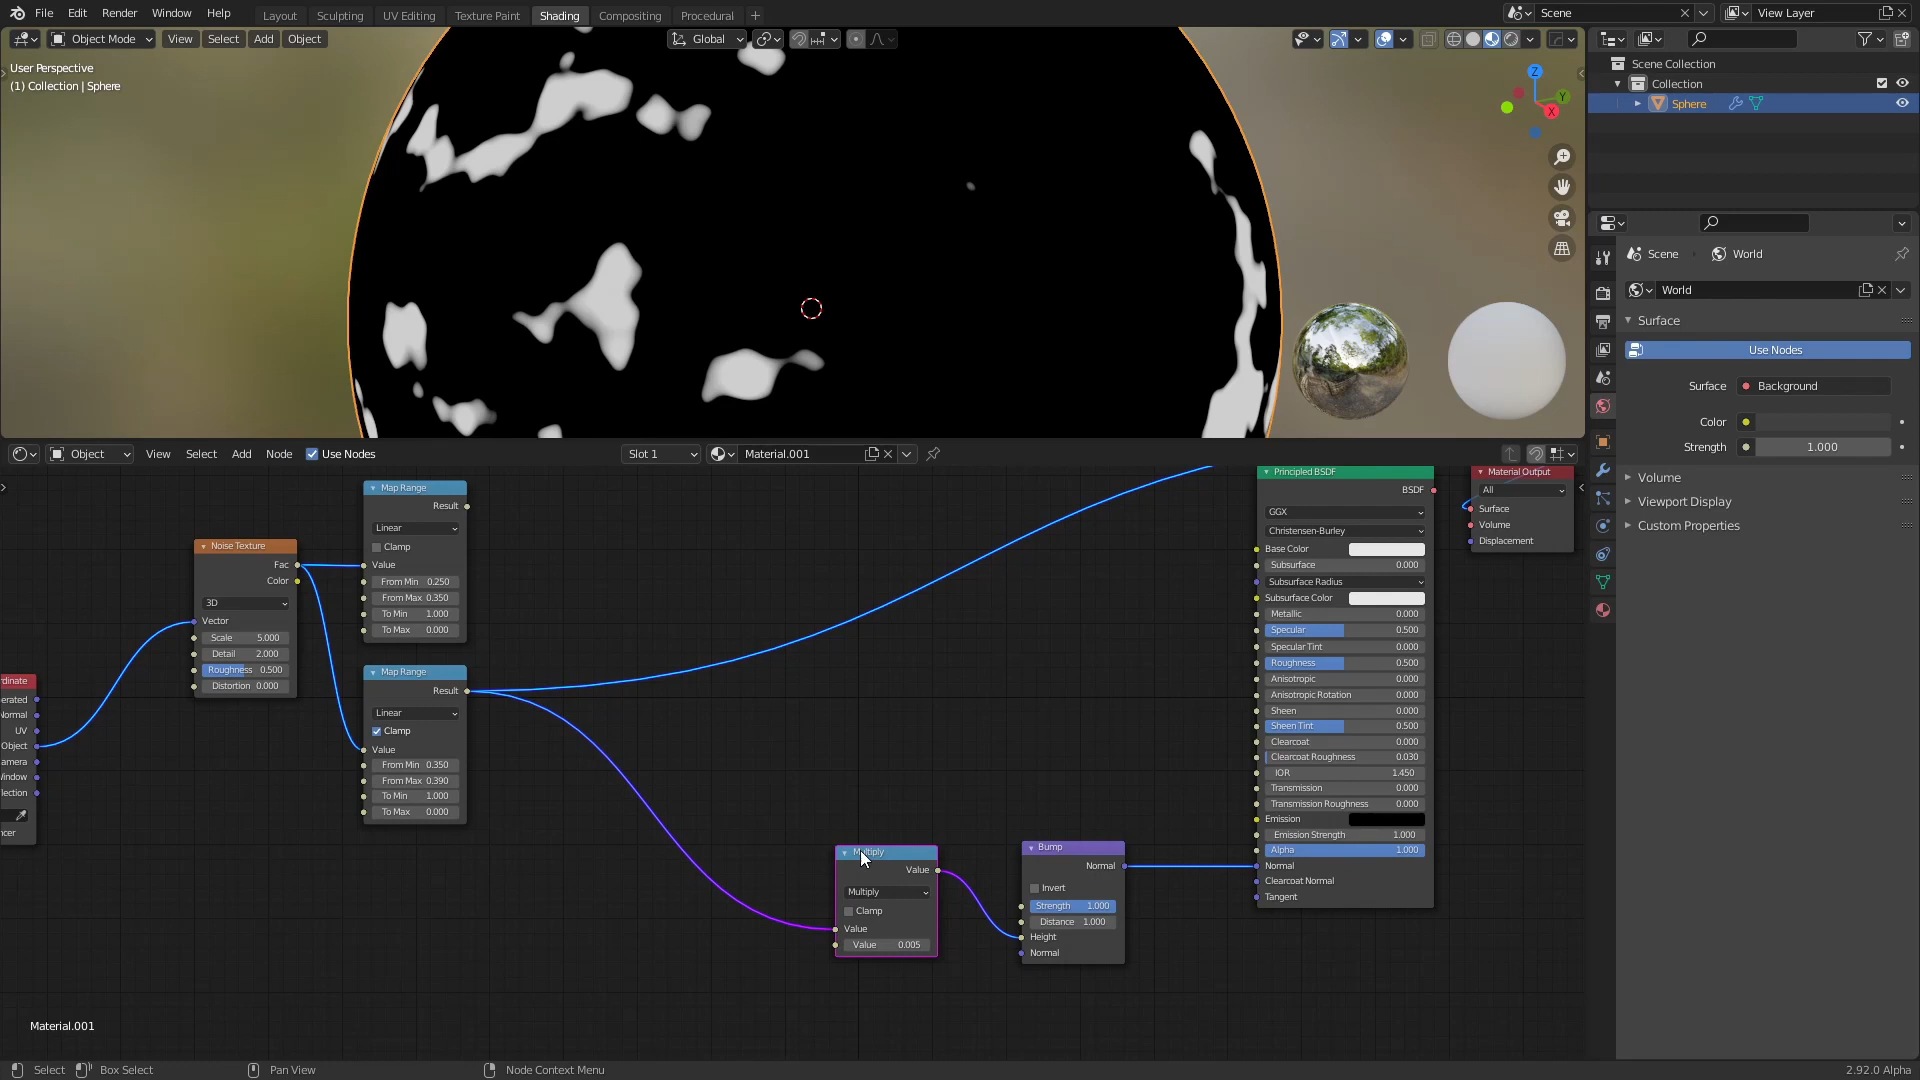 File Edit Render Window Help
Layout Sculpting UV Editing Texture Paint Shading Compositing Procedural +
Scene
View Layer
Object Mode View Select Add Object
Global
User Perspective
(1) Collection | Sphere
Z
Y
X
Scene Collection
Collection
Sphere
Scene World
World
Surface
Use Nodes
Surface Background
Color
Strength 1.000
Volume
Viewport Display
Custom Properties
Object View Select Add Node Use Nodes
Slot 1
Material.001
Map Range
Result
Linear
Clamp
Value
From Min 0.250
From Max 0.350
To Min 1.000
To Max 0.000
Noise Texture
Fac
Color
3D
Vector
Scale 5.000
Detail 2.000
Roughness 0.500
Distortion 0.000
rdinate
erated
Normal
UV
Object
amera
Window
lection
ncer
Map Range
Result
Linear
Clamp
Value
From Min 0.350
From Max 0.390
To Min 1.000
To Max 0.000
Multiply
Value
Multiply
Clamp
Value
Value 0.005
Bump
Normal
Invert
Strength 1.000
Distance 1.000
Height
Normal
Principled BSDF
BSDF
GGX
Christensen-Burley
Base Color
Subsurface 0.000
Subsurface Radius
Subsurface Color
Metallic 0.000
Specular 0.500
Specular Tint 0.000
Roughness 0.500
Anisotropic 0.000
Anisotropic Rotation 0.000
Sheen 0.000
Sheen Tint 0.500
Clearcoat 0.000
Clearcoat Roughness 0.030
IOR 1.450
Transmission 0.000
Transmission Roughness 0.000
Emission
Emission Strength 1.000
Alpha 1.000
Normal
Clearcoat Normal
Tangent
Material Output
All
Surface
Volume
Displacement
Material.001
Select Box Select Pan View Node Context Menu 2.92.0 Alpha